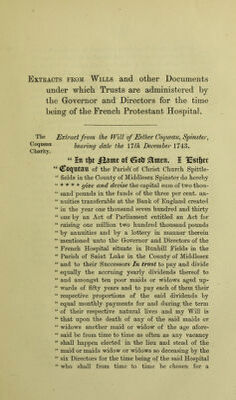 EXTRACTS FROM WILLS and other Documents
under which Trusts are administered by
the Governor and Directors for the time
being of the French Protestant Hospital.
The Coqueau Charity.
Extract from the Will of Esther Coqueau, Spinster,
bearing date the 17th December 1743.
" In the Name of God Amen. I Esther
" Coqueau of the Parish of Christ Church Spittle-
" fields in the County of Middlesex Spinster do hereby
" * * * * give and devise the capital sum of two thou-
" sand pounds in the funds of the three per cent. an-
" nuities transferable at the Bank of England created
" in the year one thousand seven hundred and thirty
" one by an Act of Parliament entitled an Act for
" raising one million two hundred thousand pounds
" by annuities and by a lottery in manner therein
" mentioned unto the Governor and Directors of the
" French Hospital situate in Bunhill Fields in the
" Parish of Saint Luke in the County of Middlesex
" and to their Successors In trust to pay and divide
" equally the accruing yearly dividends thereof to
" and amongst ten poor maids or widows aged up-
" wards of fifty years and to pay each of them their
" respective proportions of the said dividends by
" equal monthly payments for and during the term
" of their respective natural lives and my Will is
" that upon the death of any of the said maids or
" widows another maid or widow of the age afore-
" said be from time to time as often as any vacancy
" shall happen elected in the lieu and stead of the
" maid or maids widow or widows so deceasing by the
" six Directors for the time being of the said Hospital
" who shall from time to time be chosen for a